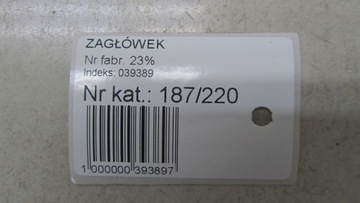 ZAGŁÓWEK
Nr fabr. 23%
Indeks: 039389
Nr kat.: 187/220
1 000000 393897